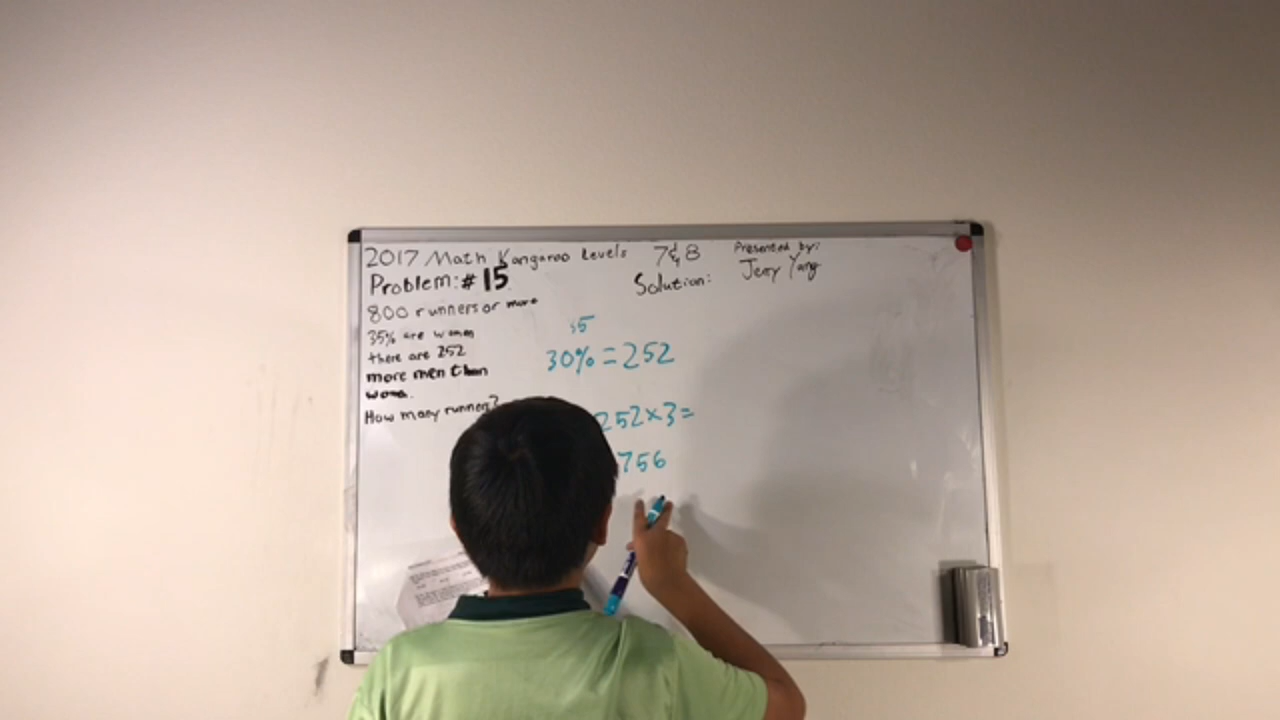 2017 Math Kangaroo Levels 7 & 8
Presented by:
Jerry Yang
Problem: #15
Solution:
800 runners or more
35% are women
there are 252
more men than
women.
How many runners?
35
30% = 252
252×3=
756